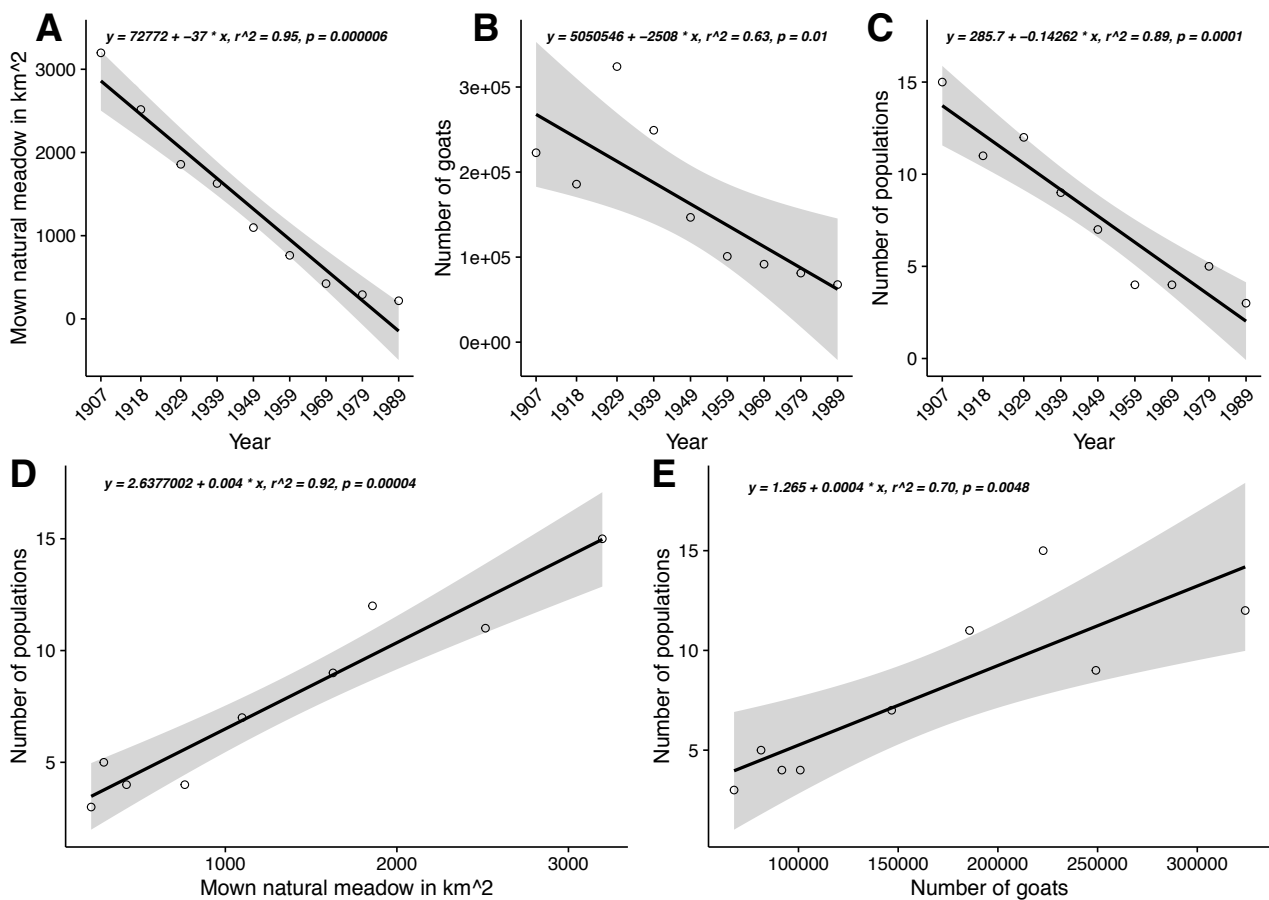 A
y = 72772 + −37 * x, r^2 = 0.95, p = 0.000006
Mown natural meadow in km^2
3000
2000
1000
0
1907
1918
1929
1939
1949
1959
1969
1979
1989
Year
B
y = 5050546 + −2508 * x, r^2 = 0.63, p = 0.01
Number of goats
3e+05
2e+05
1e+05
0e+00
1907
1918
1929
1939
1949
1959
1969
1979
1989
Year
C
y = 285.7 + −0.14262 * x, r^2 = 0.89, p = 0.0001
Number of populations
15
10
5
0
1907
1918
1929
1939
1949
1959
1969
1979
1989
Year
D
y = 2.6377002 + 0.004 * x, r^2 = 0.92, p = 0.00004
Number of populations
15
10
5
1000
2000
3000
Mown natural meadow in km^2
E
y = 1.265 + 0.0004 * x, r^2 = 0.70, p = 0.0048
Number of populations
15
10
5
100000
150000
200000
250000
300000
Number of goats